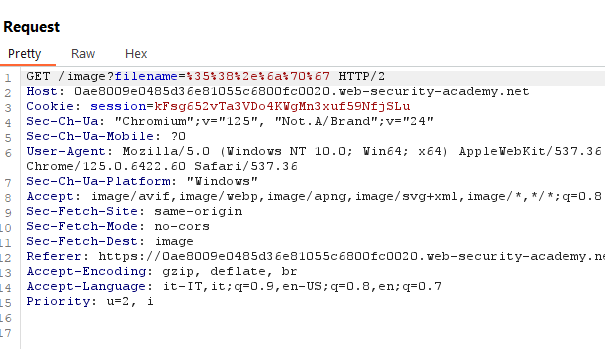 Request
Pretty Raw Hex
1 GET /image?filename=%35%38%2e%6a%70%67 HTTP/2
2 Host: 0ae8009e0485d36e81055c6800fc0020.web-security-academy.net
3 Cookie: session=kFsg652vTa3VDo4KWgMn3xuf59NfjSLu
4 Sec-Ch-Ua: "Chromium";v="125", "Not.A/Brand";v="24"
5 Sec-Ch-Ua-Mobile: ?0
6 User-Agent: Mozilla/5.0 (Windows NT 10.0; Win64; x64) AppleWebKit/537.36
Chrome/125.0.6422.60 Safari/537.36
7 Sec-Ch-Ua-Platform: "Windows"
8 Accept: image/avif,image/webp,image/apng,image/svg+xml,image/*,*/*;q=0.8
9 Sec-Fetch-Site: same-origin
10 Sec-Fetch-Mode: no-cors
11 Sec-Fetch-Dest: image
12 Referer: https://0ae8009e0485d36e81055c6800fc0020.web-security-academy.ne
13 Accept-Encoding: gzip, deflate, br
14 Accept-Language: it-IT,it;q=0.9,en-US;q=0.8,en;q=0.7
15 Priority: u=2, i
16
17